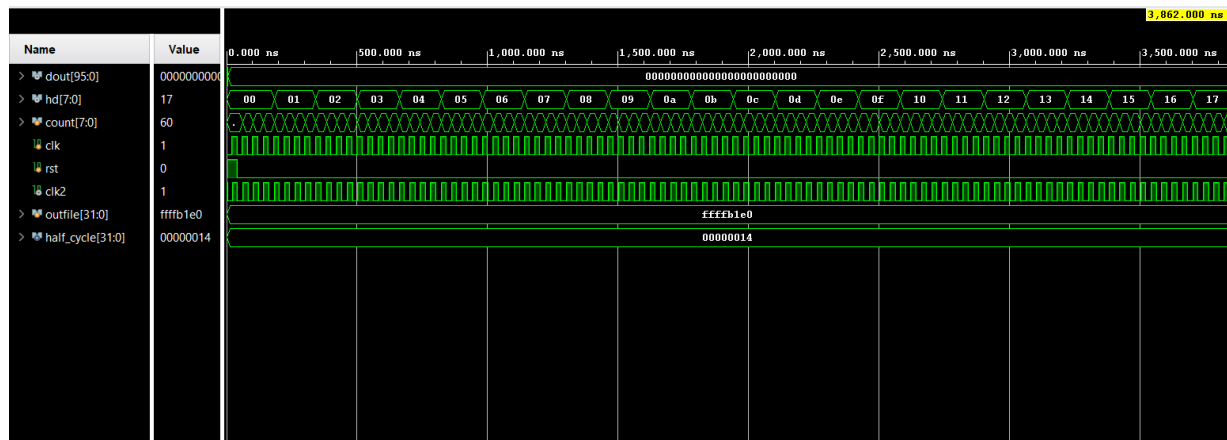 3,862.000 ns
Name Value 0.000 ns 500.000 ns 1,000.000 ns 1,500.000 ns 2,000.000 ns 2,500.000 ns 3,000.000 ns 3,500.000 ns
dout[95:0] 0000000000 000000000000000000000000
hd[7:0] 17 00 01 02 03 04 05 06 07 08 09 0a 0b 0c 0d 0e 0f 10 11 12 13 14 15 16 17
count[7:0] 60 .
clk 1
rst 0
clk2 1
outfile[31:0] ffffb1e0 ffffb1e0
half_cycle[31:0] 00000014 00000014